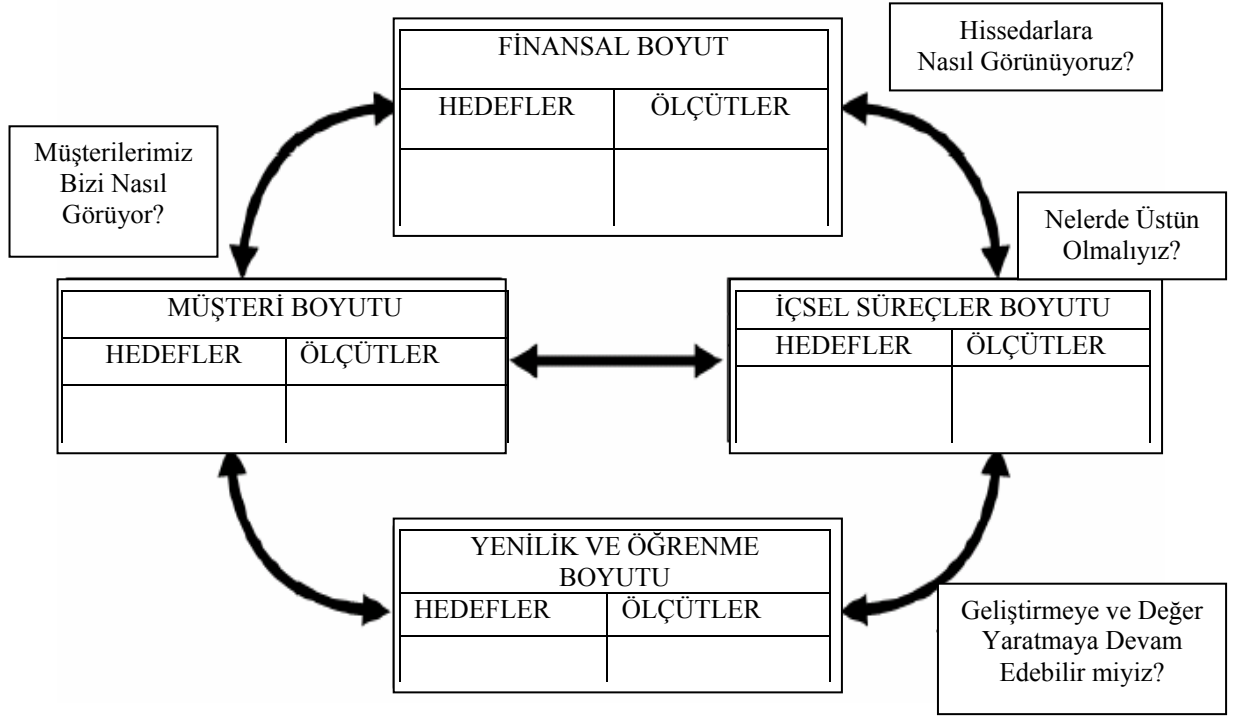 Hissedarlara
Nasıl Görünüyoruz?
FİNANSAL BOYUT
HEDEFLER
ÖLÇÜTLER
Müşterilerimiz
Bizi Nasıl
Görüyor?
Nelerde Üstün
Olmalıyız?
MÜŞTERİ BOYUTU
HEDEFLER
ÖLÇÜTLER
İÇSEL SÜREÇLER BOYUTU
HEDEFLER
ÖLÇÜTLER
YENİLİK VE ÖĞRENME
BOYUTU
HEDEFLER
ÖLÇÜTLER
Geliştirmeye ve Değer
Yaratmaya Devam
Edebilir miyiz?